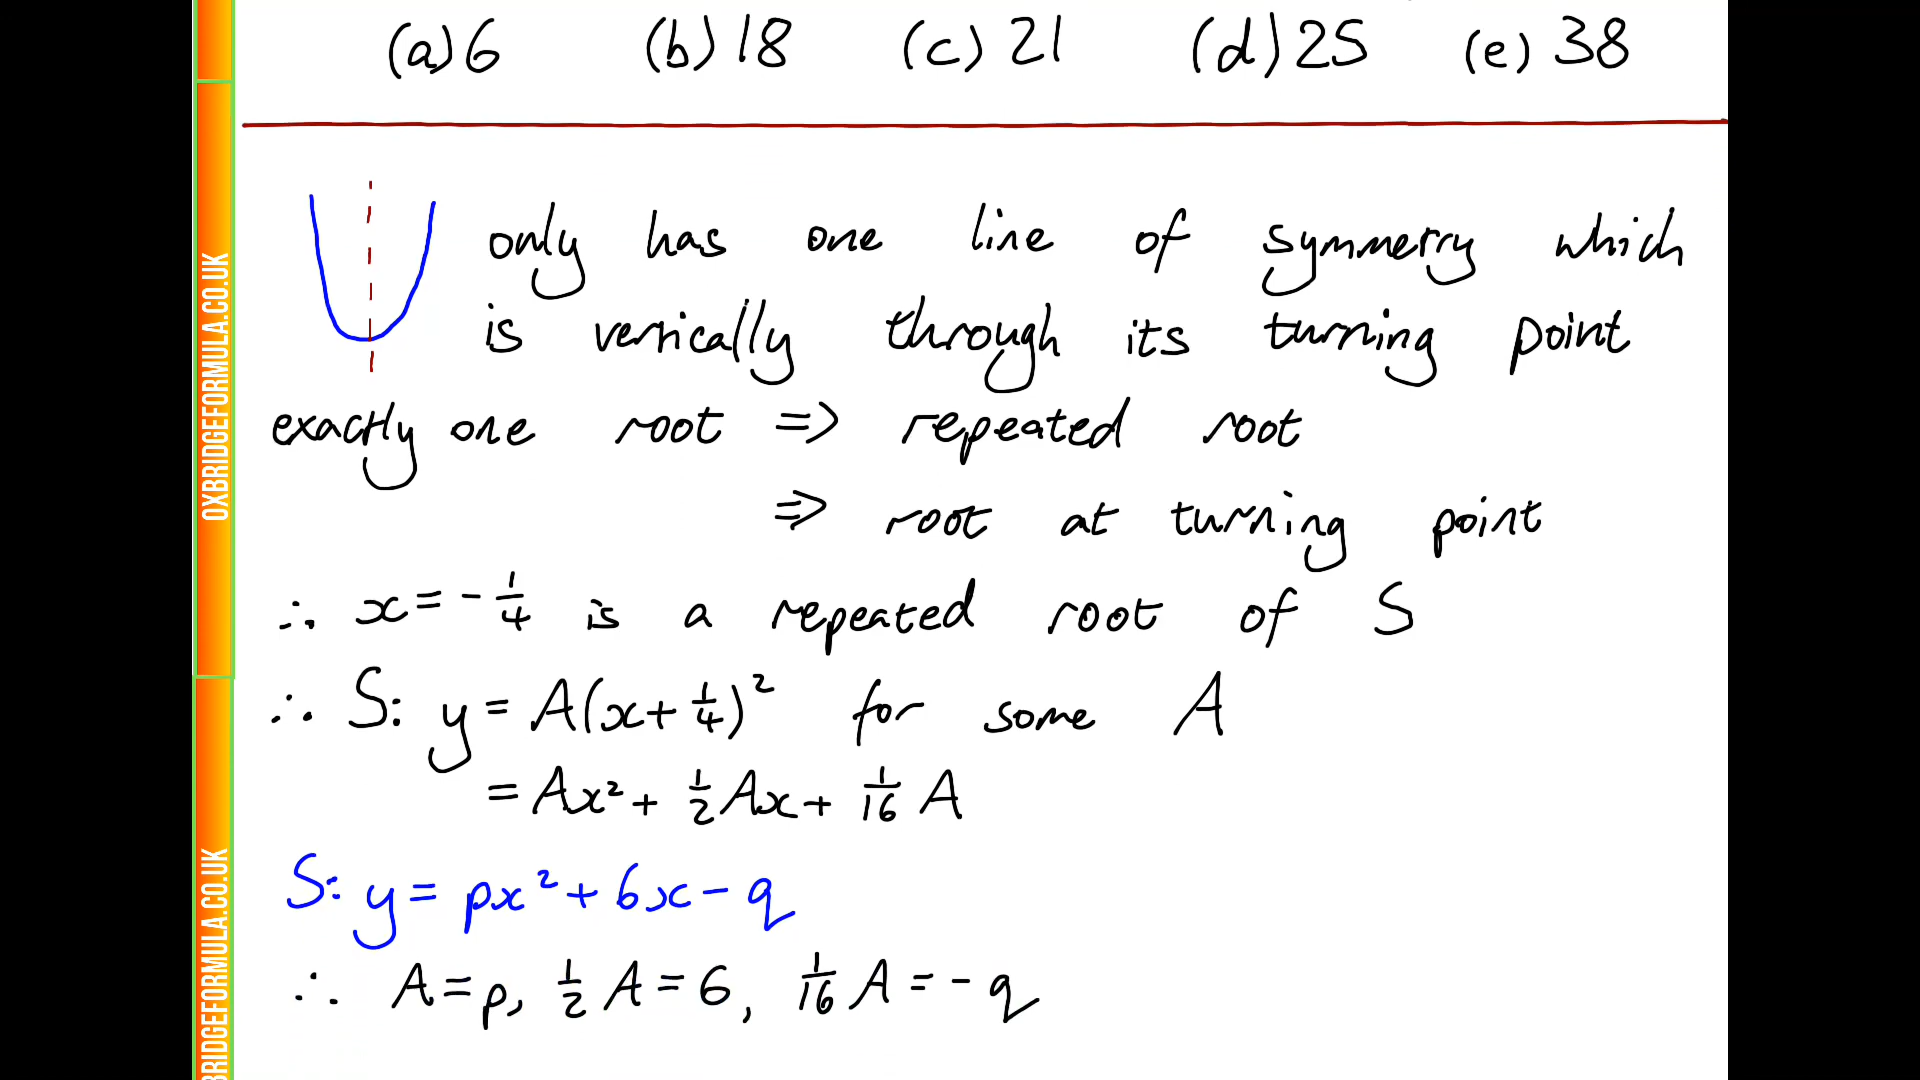 (a) 6 (b) 18 (c) 21 (d) 25 (e) 38
only has one line of symmetry which
is vertically through its turning point
exactly one root => repeated root
=> root at turning point
∴ x = -1/4 is a repeated root of S
∴ S: y = A(x + 1/4)² for some A
= Ax² + 1/2 Ax + 1/16 A
S: y = px² + 6x - q
∴ A = p, 1/2 A = 6, 1/16 A = -q
OXBRIDGEFORMULA.CO.UK
BRIDGEFORMULA.CO.UK